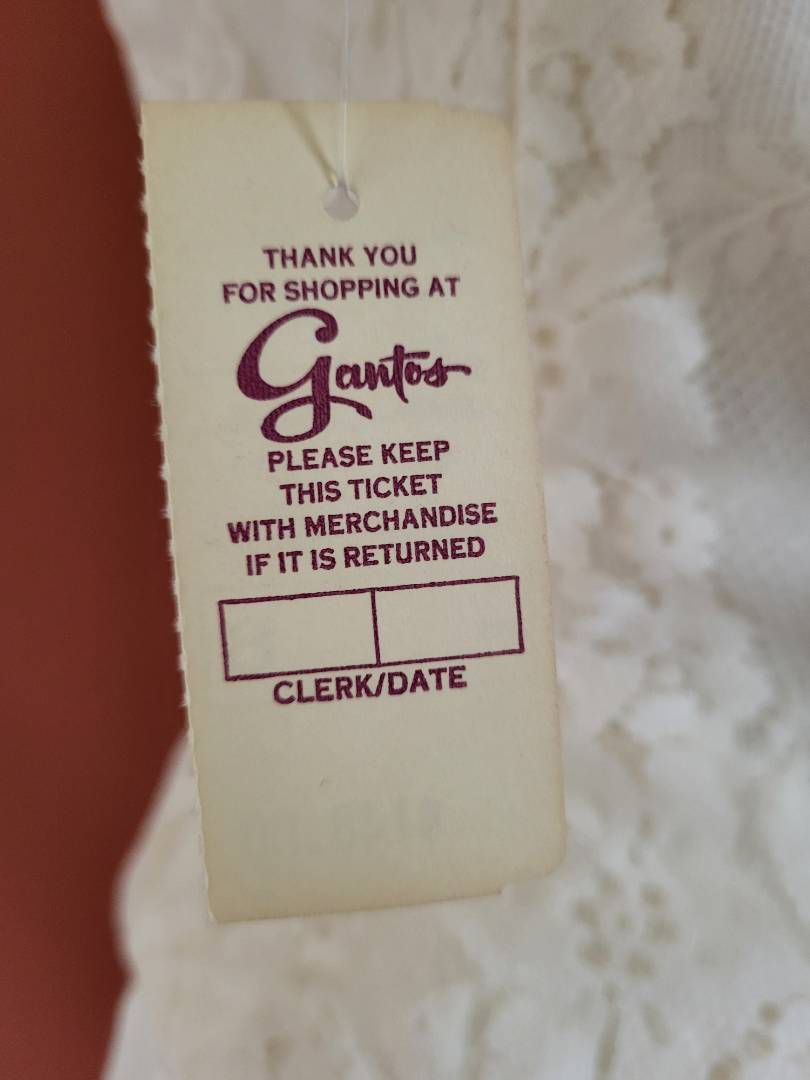 THANK YOU
FOR SHOPPING AT
Gantos
PLEASE KEEP
THIS TICKET
WITH MERCHANDISE
IF IT IS RETURNED
CLERK/DATE